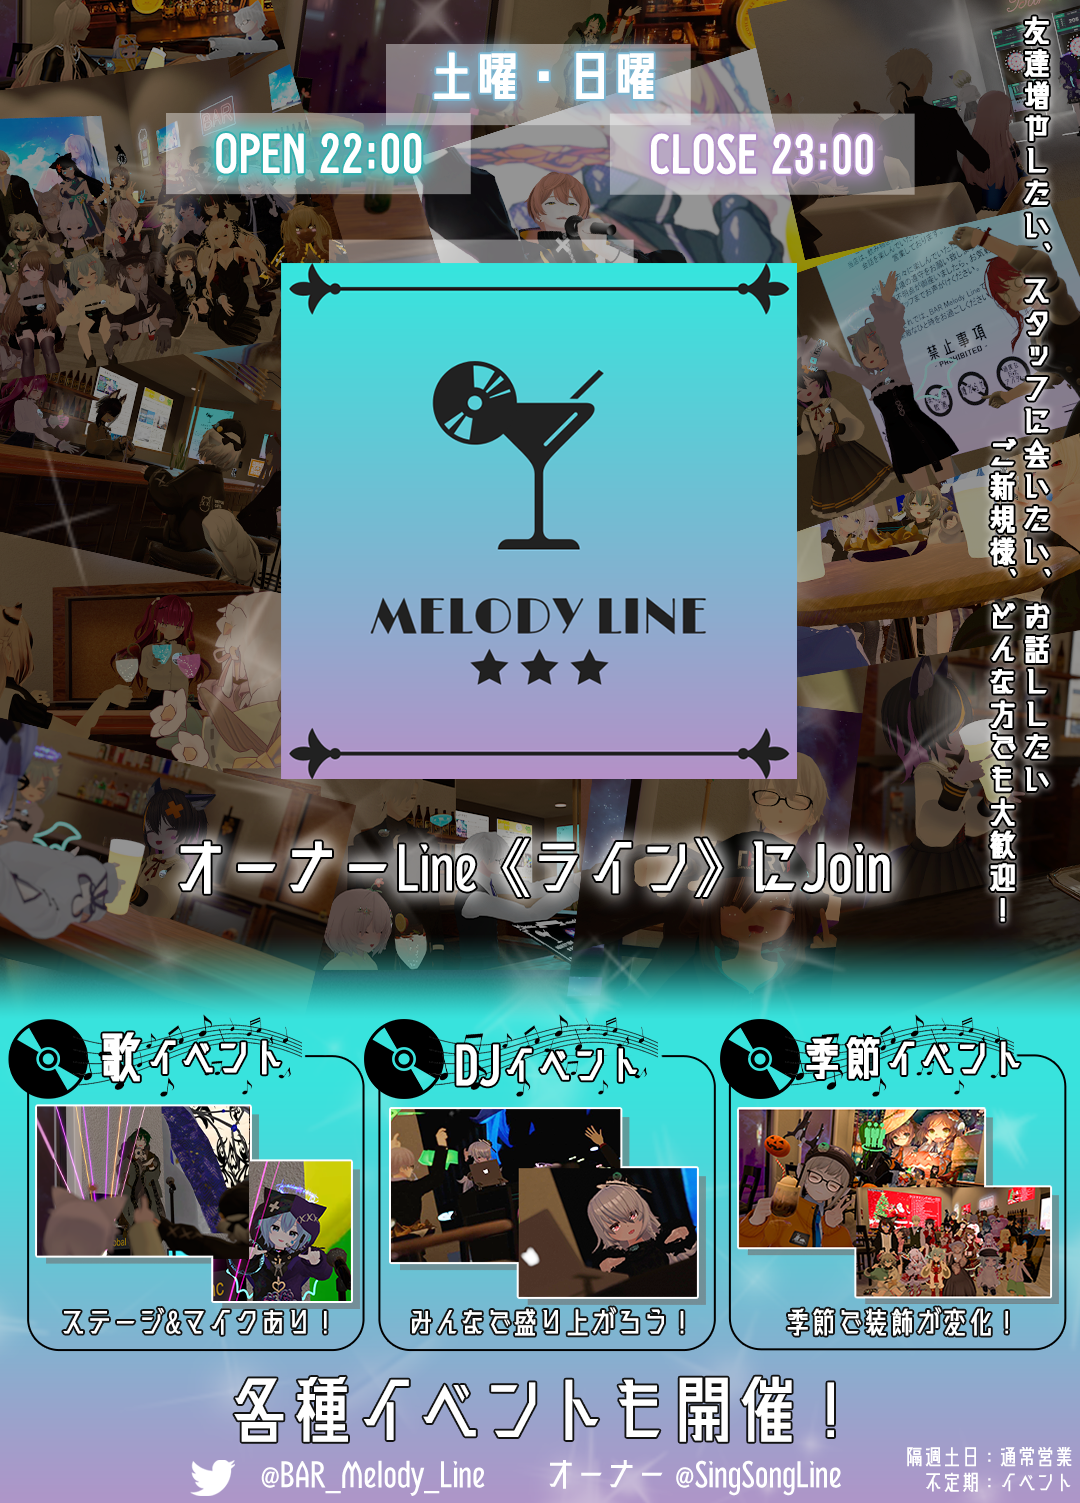 土曜・日曜
OPEN 22:00
CLOSE 23:00
友達増やしたい、スタッフに会いたい、お話ししたい
ご新規様、どんな方でも大歓迎！
禁止事項
- PROHIBITED -
MELODY LINE
オーナーLine《ライン》にJoin
歌イベント
ステージ&マイクあり！
DJイベント
みんなで盛り上がろう！
季節イベント
季節で装飾が変化！
各種イベントも開催！
@BAR_Melody_Line
オーナー @SingSongLine
隔週土日：通常営業
不定期：イベント